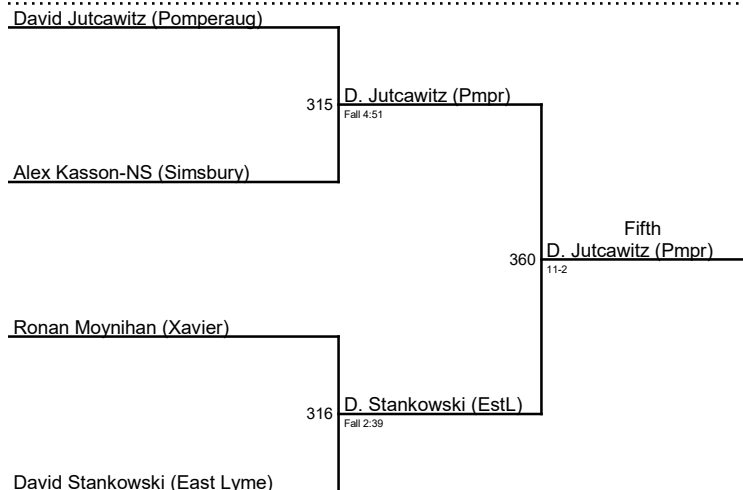 David Jutcawitz (Pomperaug)
315
D. Jutcawitz (Pmpr)
Fall 4:51
Alex Kasson-NS (Simsbury)
Fifth
360
D. Jutcawitz (Pmpr)
11-2
Ronan Moynihan (Xavier)
316
D. Stankowski (EstL)
Fall 2:39
David Stankowski (East Lyme)